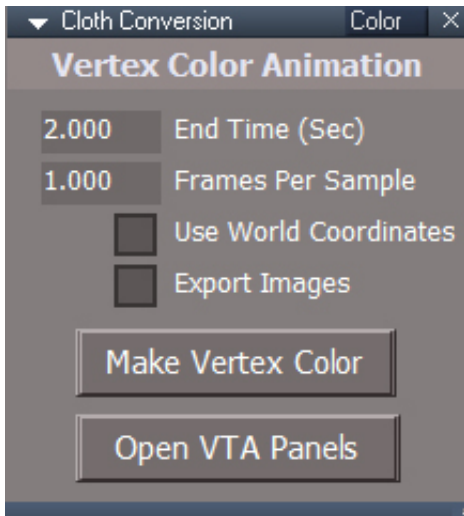 Cloth Conversion Color
Vertex Color Animation
2.000 End Time (Sec)
1.000 Frames Per Sample
Use World Coordinates
Export Images
Make Vertex Color
Open VTA Panels